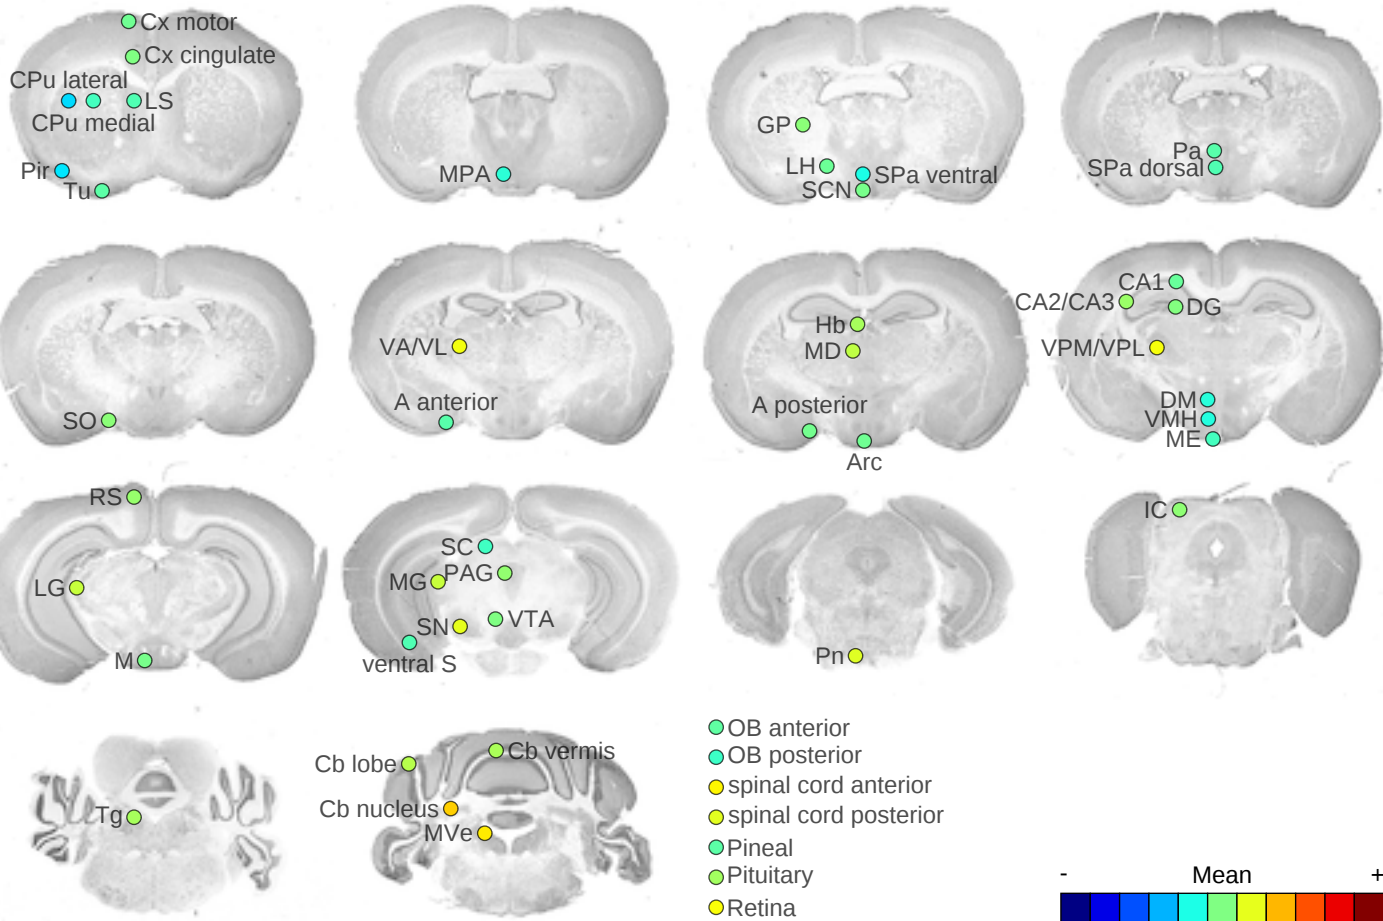 Cx motor
Cx cingulate
CPu lateral
LS
CPu medial
Pir
Tu
MPA
GP
LH
SPa ventral
SCN
Pa
SPa dorsal
SO
VA/VL
A anterior
Hb
MD
A posterior
Arc
CA1
CA2/CA3
DG
VPM/VPL
DM
VMH
ME
RS
LG
M
SC
PAG
MG
VTA
SN
ventral S
Pn
IC
Tg
Cb vermis
Cb lobe
Cb nucleus
MVe
OB anterior
OB posterior
spinal cord anterior
spinal cord posterior
Pineal
Pituitary
Retina
- Mean +